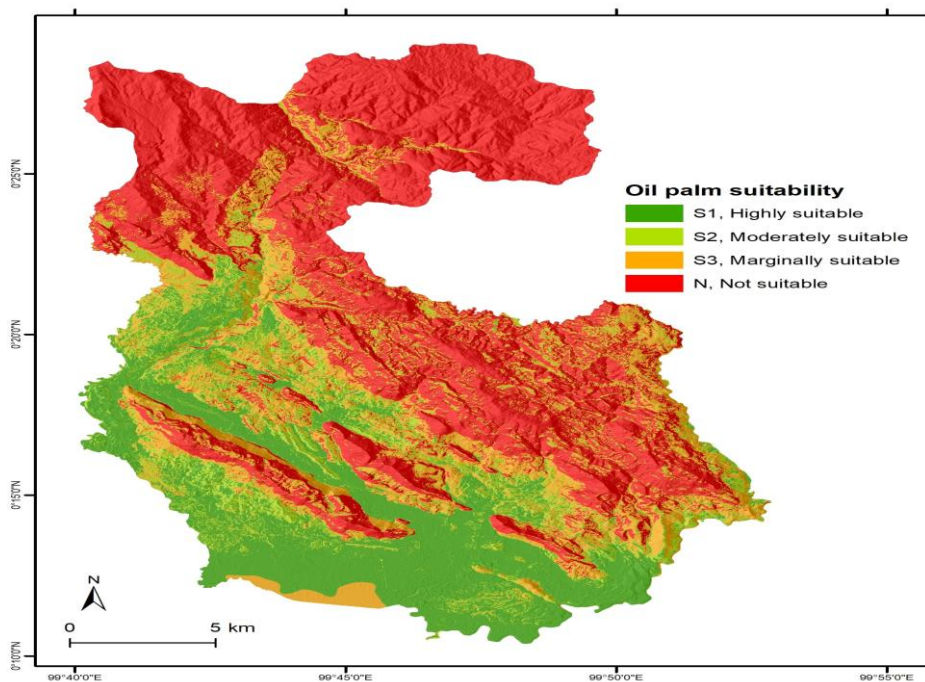 Oil palm suitability
S1, Highly suitable
S2, Moderately suitable
S3, Marginally suitable
N, Not suitable
0°25'0"N
0°20'0"N
0°15'0"N
0°10'0"N
N
0 5 km
99°40'0"E 99°45'0"E 99°50'0"E 99°55'0"E